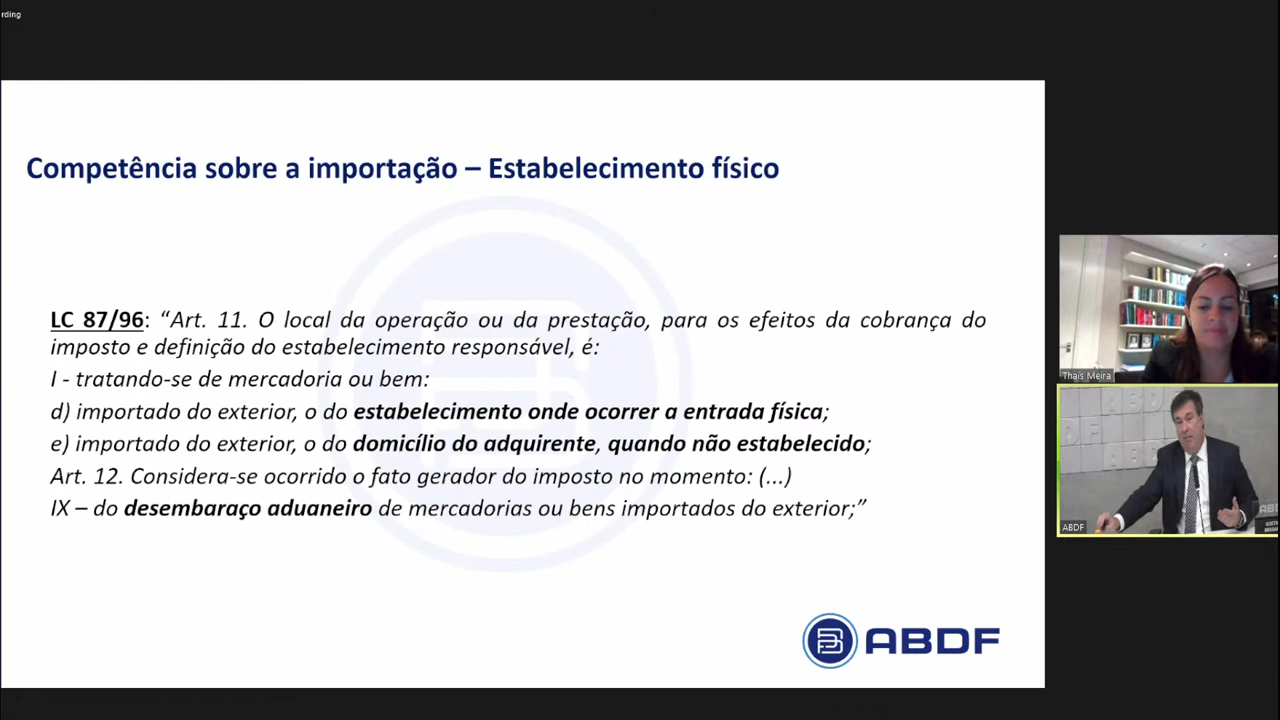 rding
Competência sobre a importação – Estabelecimento físico
LC 87/96: “Art. 11. O local da operação ou da prestação, para os efeitos da cobrança do
imposto e definição do estabelecimento responsável, é:
I - tratando-se de mercadoria ou bem:
d) importado do exterior, o do estabelecimento onde ocorrer a entrada física;
e) importado do exterior, o do domicílio do adquirente, quando não estabelecido;
Art. 12. Considera-se ocorrido o fato gerador do imposto no momento: (...)
IX – do desembaraço aduaneiro de mercadorias ou bens importados do exterior;”
ABDF
Thaís Meira
ABDF